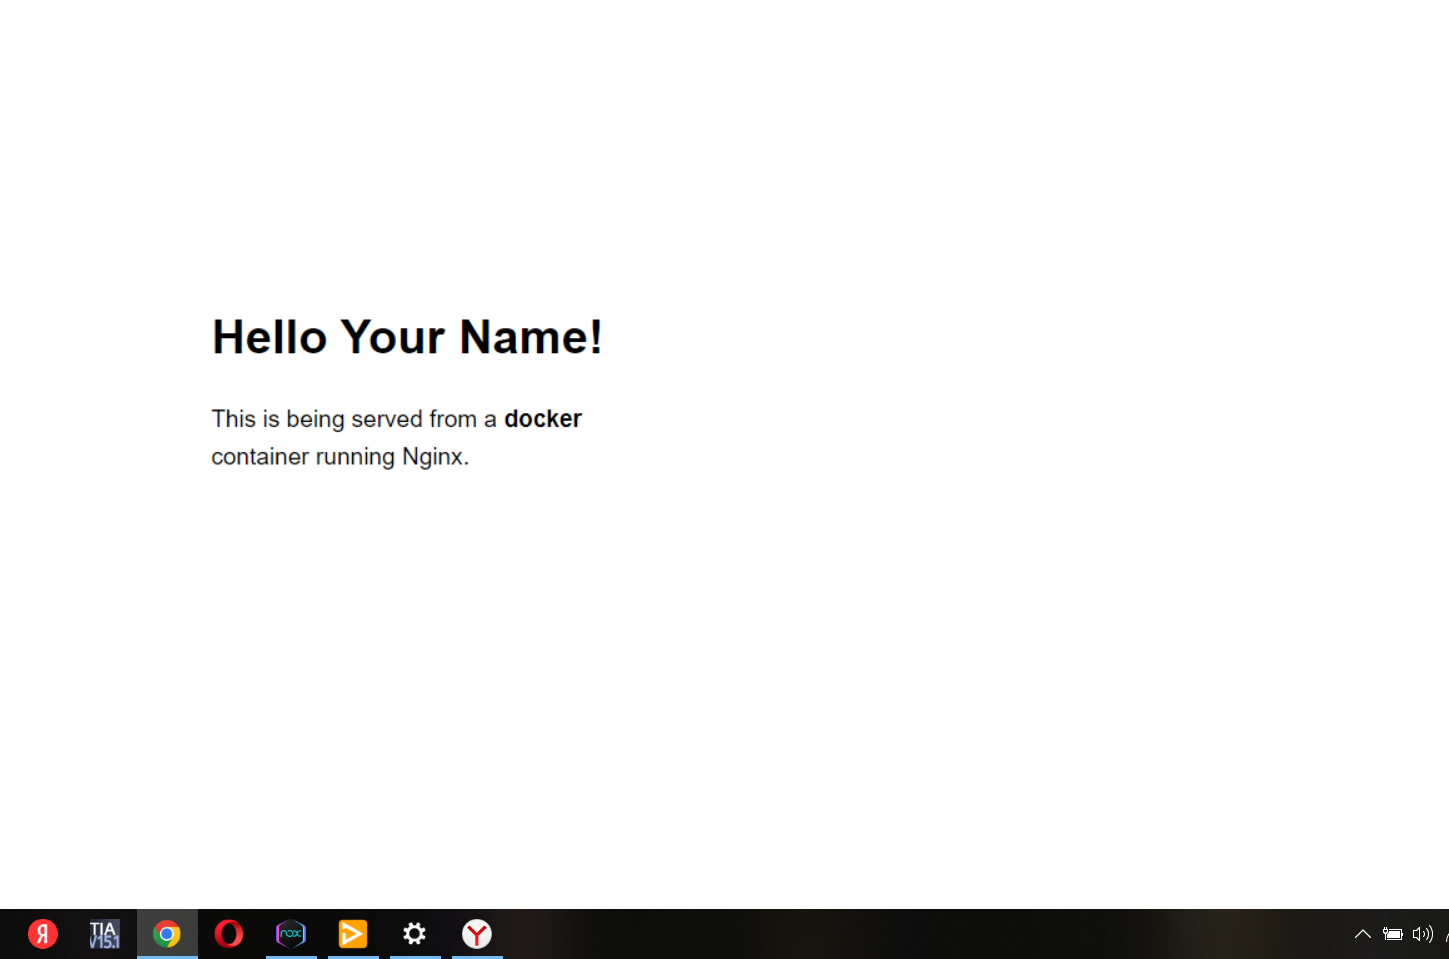 Hello Your Name!
This is being served from a docker
container running Nginx.
Я
TIA
V15.1
nox
Y